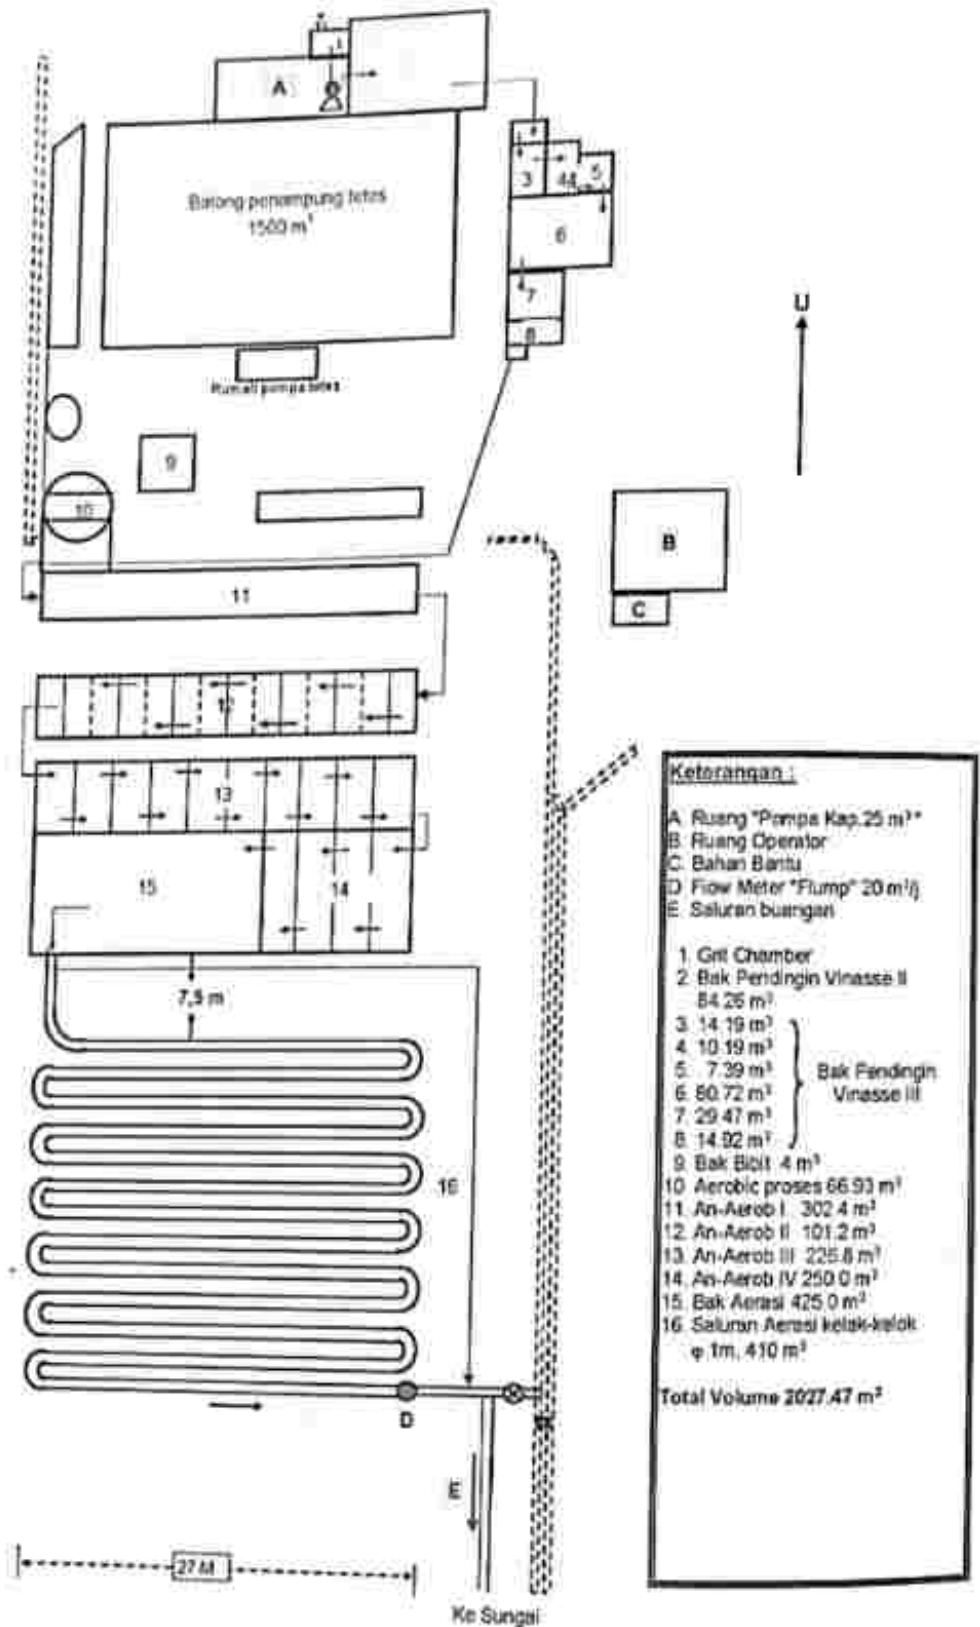 1
A
Batong penampung tetes
1500 m³
3
44
5
6
7
8
Rumah pompa tetes
U
9
10
B
C
11
12
13
15
14
7,5 m
16
D
E
27 M
Ke Sungai
Keterangan :
A Ruang "Pompa Kap.25 m³"
B. Ruang Operator
C. Bahan Bantu
D Flow Meter "Flump" 20 m³/j
E. Saluran buangan
1. Grit Chamber
2. Bak Pendingin Vinasse II
84.26 m³
3. 14.19 m³
4. 10.19 m³
5. 7.39 m³
6. 60.72 m³
7. 29.47 m³
8. 14.92 m³
Bak Pendingin
Vinasse III
9. Bak Bibit 4 m³
10. Aerobic proses 66.93 m³
11. An-Aerob I 302.4 m³
12. An-Aerob II 101.2 m³
13. An-Aerob III 225.8 m³
14. An-Aerob IV 250.0 m³
15. Bak Aerasi 425.0 m³
16. Saluran Aerasi kelak-kelok
φ 1m, 410 m³
Total Volume 2027.47 m³